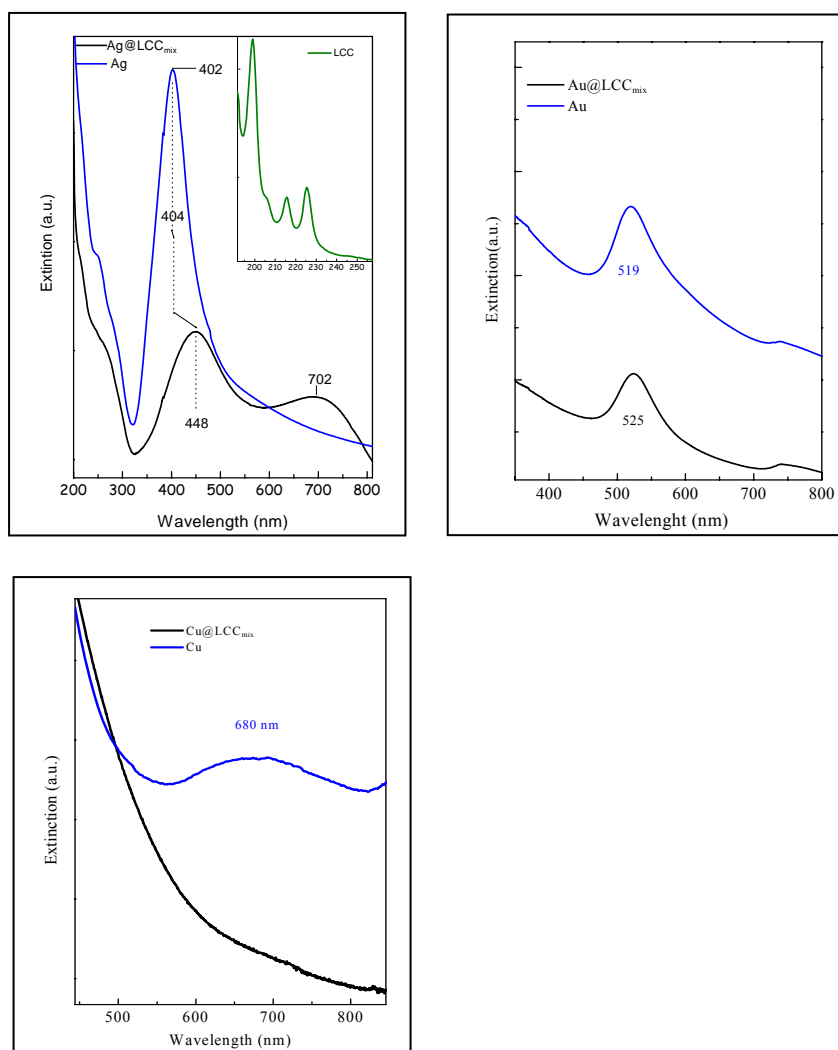 Ag@LCCmix
Ag
402
404
448
702
LCC
200 210 220 230 240 250
Extintion (a.u.)
200 300 400 500 600 700 800
Wavelength (nm)
Au@LCCmix
Au
519
525
Extinction(a.u.)
400 500 600 700 800
Wavelenght (nm)
Cu@LCCmix
Cu
680 nm
Extinction (a.u.)
500 600 700 800
Wavelength (nm)